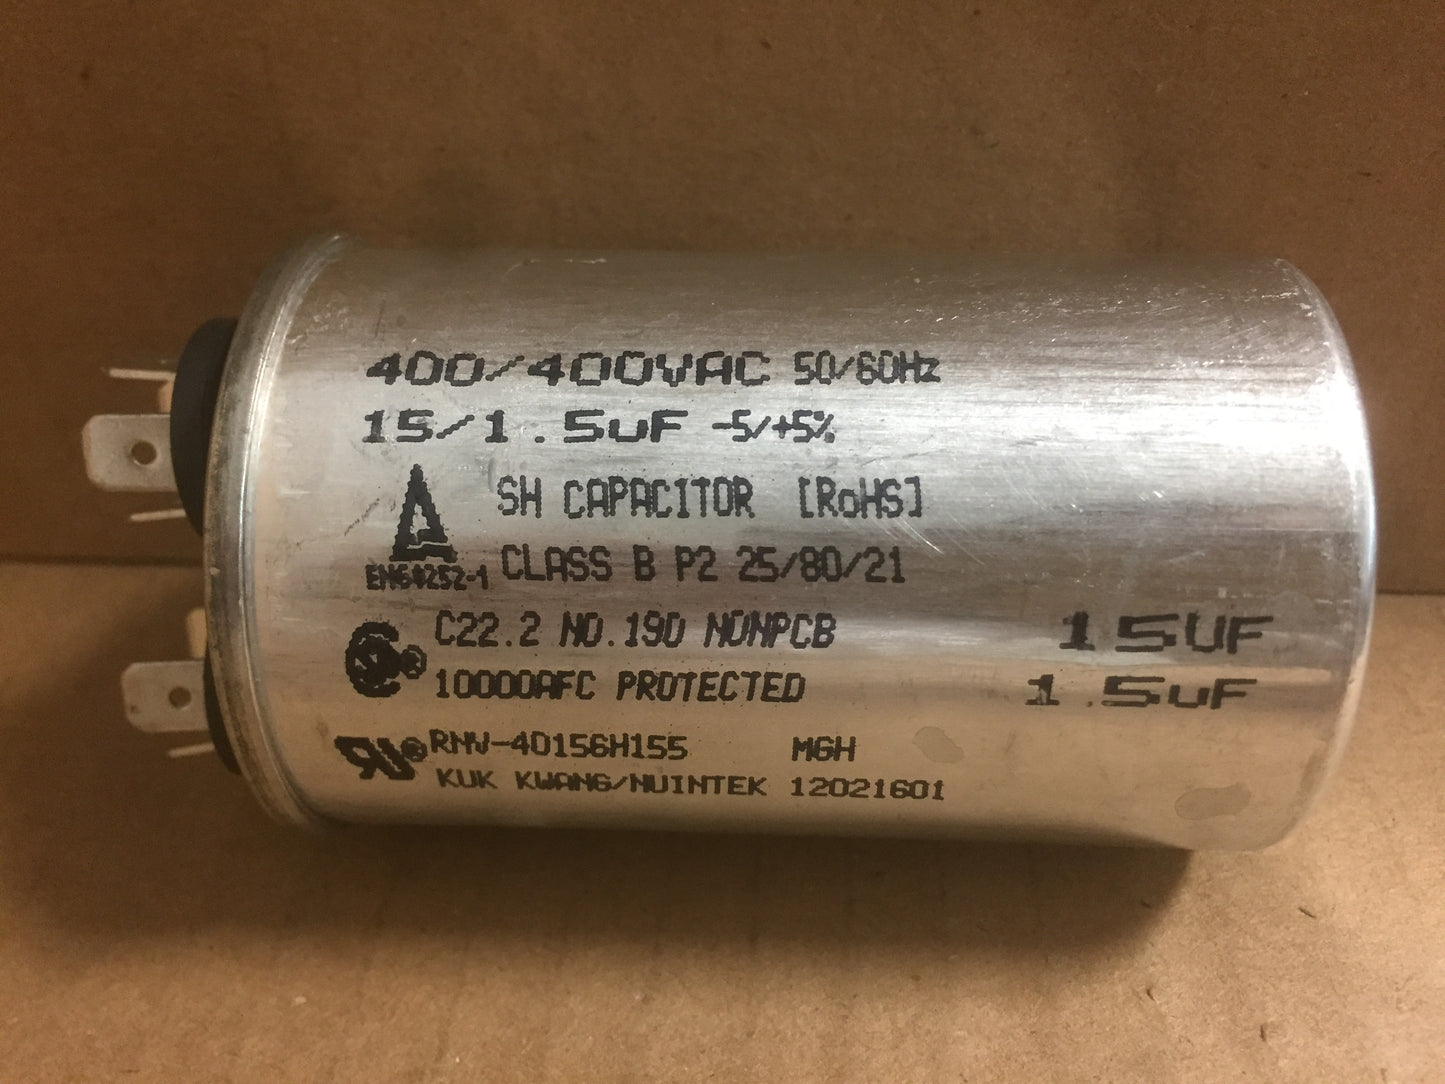 400/400VAC 50/60Hz
15/1.5uF -5/+5%
SH CAPACITOR [RoHS]
EN60252-1 CLASS B P2 25/80/21
C22.2 NO.190 NONPCB
10000AFC PROTECTED
15UF
1.5uF
RNV-40156H155 MGH
KUK KWANG/NUINTEK 12021601